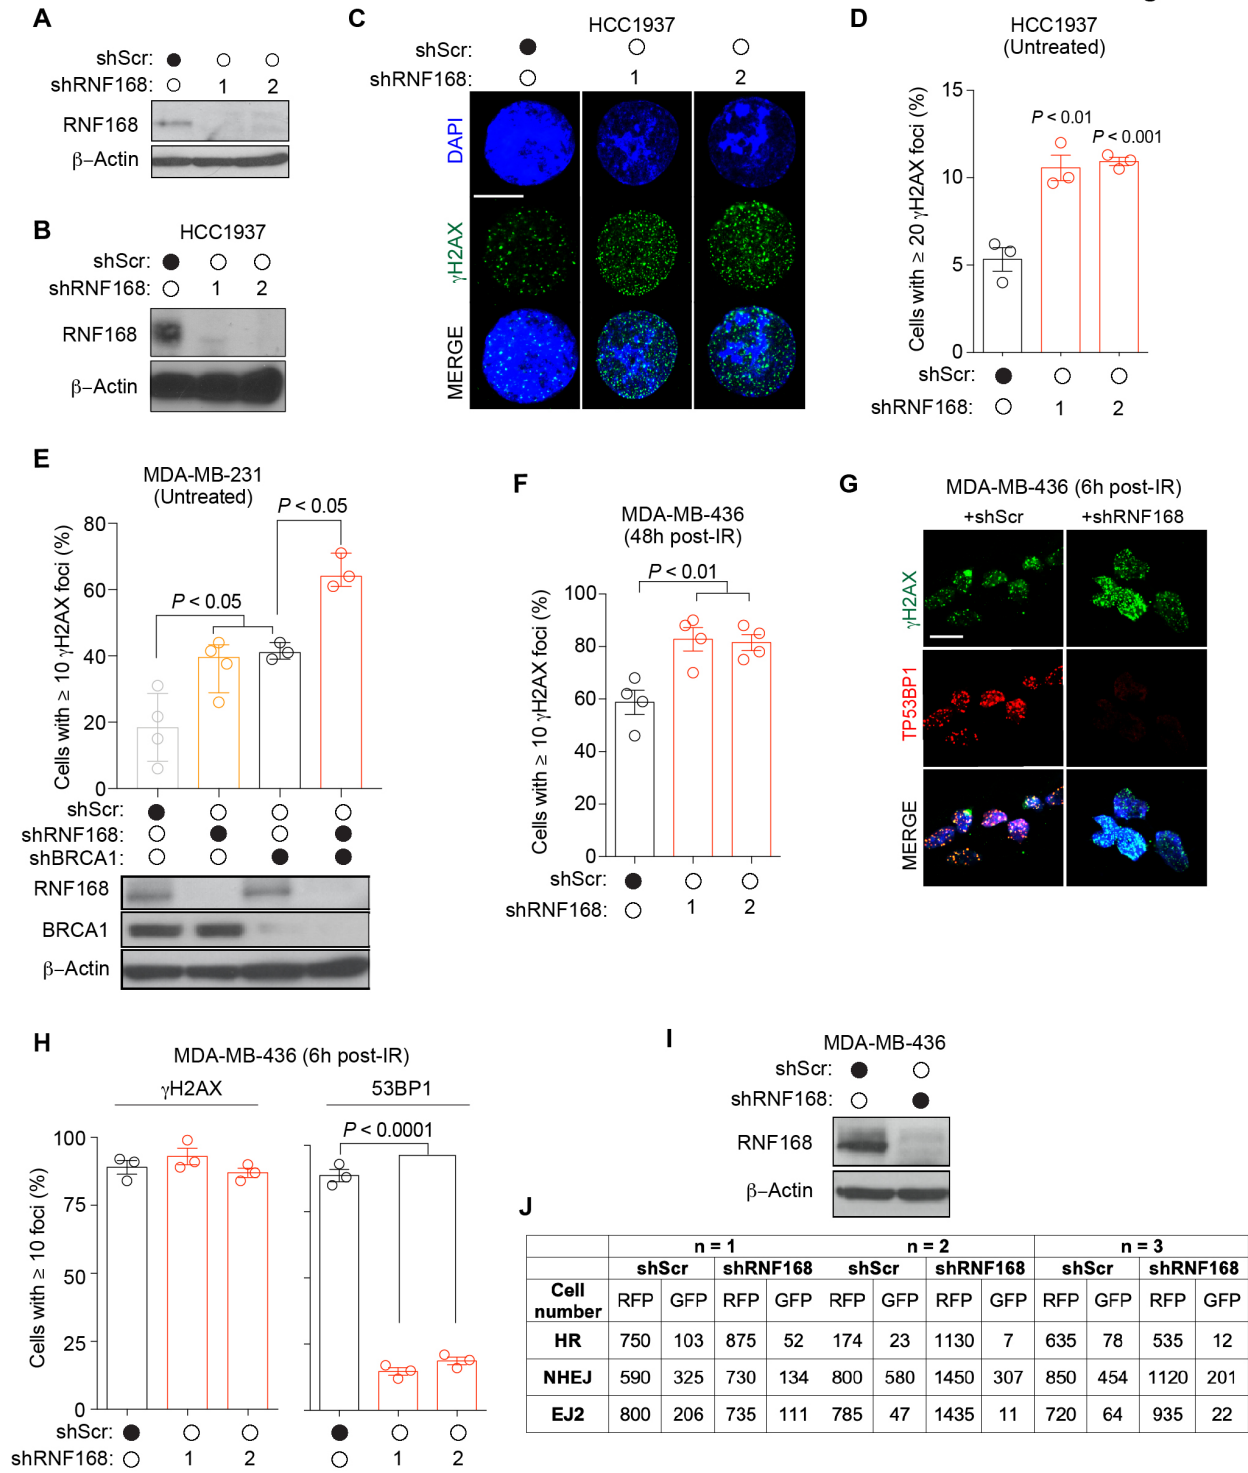 A
shScr:
shRNF168: 1 2
RNF168
β–Actin
B
HCC1937
shScr:
shRNF168: 1 2
RNF168
β–Actin
C
HCC1937
shScr:
shRNF168: 1 2
DAPI
γH2AX
MERGE
D
HCC1937
(Untreated)
Cells with ≥ 20 γH2AX foci (%)
15
10
5
0
P < 0.01
P < 0.001
shScr:
shRNF168: 1 2
E
MDA-MB-231
(Untreated)
Cells with ≥ 10 γH2AX foci (%)
80
60
40
20
0
P < 0.05
P < 0.05
shScr:
shRNF168:
shBRCA1:
RNF168
BRCA1
β–Actin
F
MDA-MB-436
(48h post-IR)
Cells with ≥ 10 γH2AX foci (%)
100
80
60
40
20
0
P < 0.01
shScr:
shRNF168: 1 2
G
MDA-MB-436 (6h post-IR)
+shScr +shRNF168
γH2AX
TP53BP1
MERGE
H
MDA-MB-436 (6h post-IR)
γH2AX 53BP1
Cells with ≥ 10 foci (%)
100
75
50
25
0
P < 0.0001
shScr:
shRNF168: 1 2 1 2
I
MDA-MB-436
shScr:
shRNF168:
RNF168
β–Actin
J
n = 1 n = 2 n = 3
shScr shRNF168 shScr shRNF168 shScr shRNF168
Cell number RFP GFP RFP GFP RFP GFP RFP GFP RFP GFP RFP GFP
HR 750 103 875 52 174 23 1130 7 635 78 535 12
NHEJ 590 325 730 134 800 580 1450 307 850 454 1120 201
EJ2 800 206 735 111 785 47 1435 11 720 64 935 22